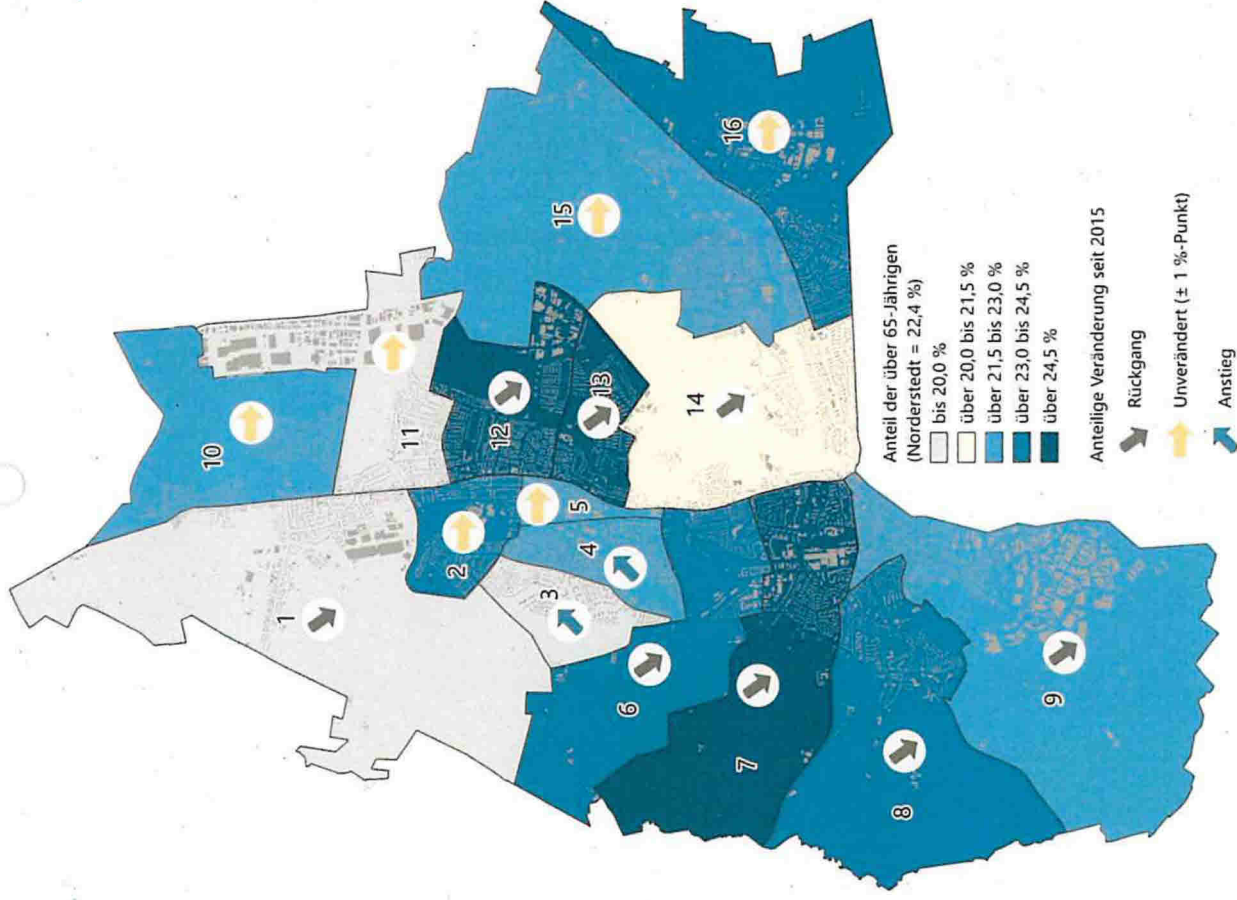 1
2
3
4
5
6
7
8
9
10
11
12
13
14
15
16
Anteil der über 65-Jährigen
(Norderstedt = 22,4 %)
bis 20,0 %
über 20,0 bis 21,5 %
über 21,5 bis 23,0 %
über 23,0 bis 24,5 %
über 24,5 %
Anteilige Veränderung seit 2015
Rückgang
Unverändert (± 1 %-Punkt)
Anstieg